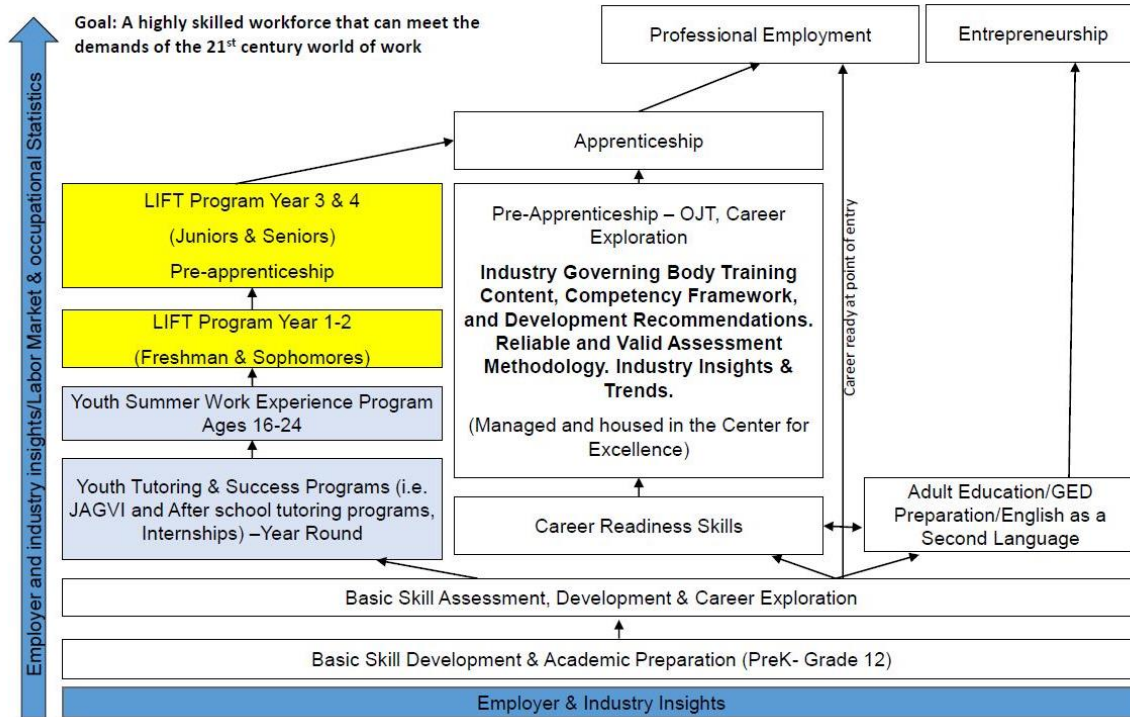 Goal: A highly skilled workforce that can meet the
demands of the 21st century world of work
Professional Employment
Entrepreneurship
Apprenticeship
LIFT Program Year 3 & 4
(Juniors & Seniors)
Pre-apprenticeship
Pre-Apprenticeship – OJT, Career
Exploration
Industry Governing Body Training
Content, Competency Framework,
and Development Recommendations.
Reliable and Valid Assessment
Methodology. Industry Insights &
Trends.
(Managed and housed in the Center for
Excellence)
Career ready at point of entry
LIFT Program Year 1-2
(Freshman & Sophomores)
Youth Summer Work Experience Program
Ages 16-24
Youth Tutoring & Success Programs (i.e.
JAGVI and After school tutoring programs,
Internships) –Year Round
Career Readiness Skills
Adult Education/GED
Preparation/English as a
Second Language
Basic Skill Assessment, Development & Career Exploration
Basic Skill Development & Academic Preparation (PreK- Grade 12)
Employer & Industry Insights
Employer and industry insights/Labor Market & occupational Statistics